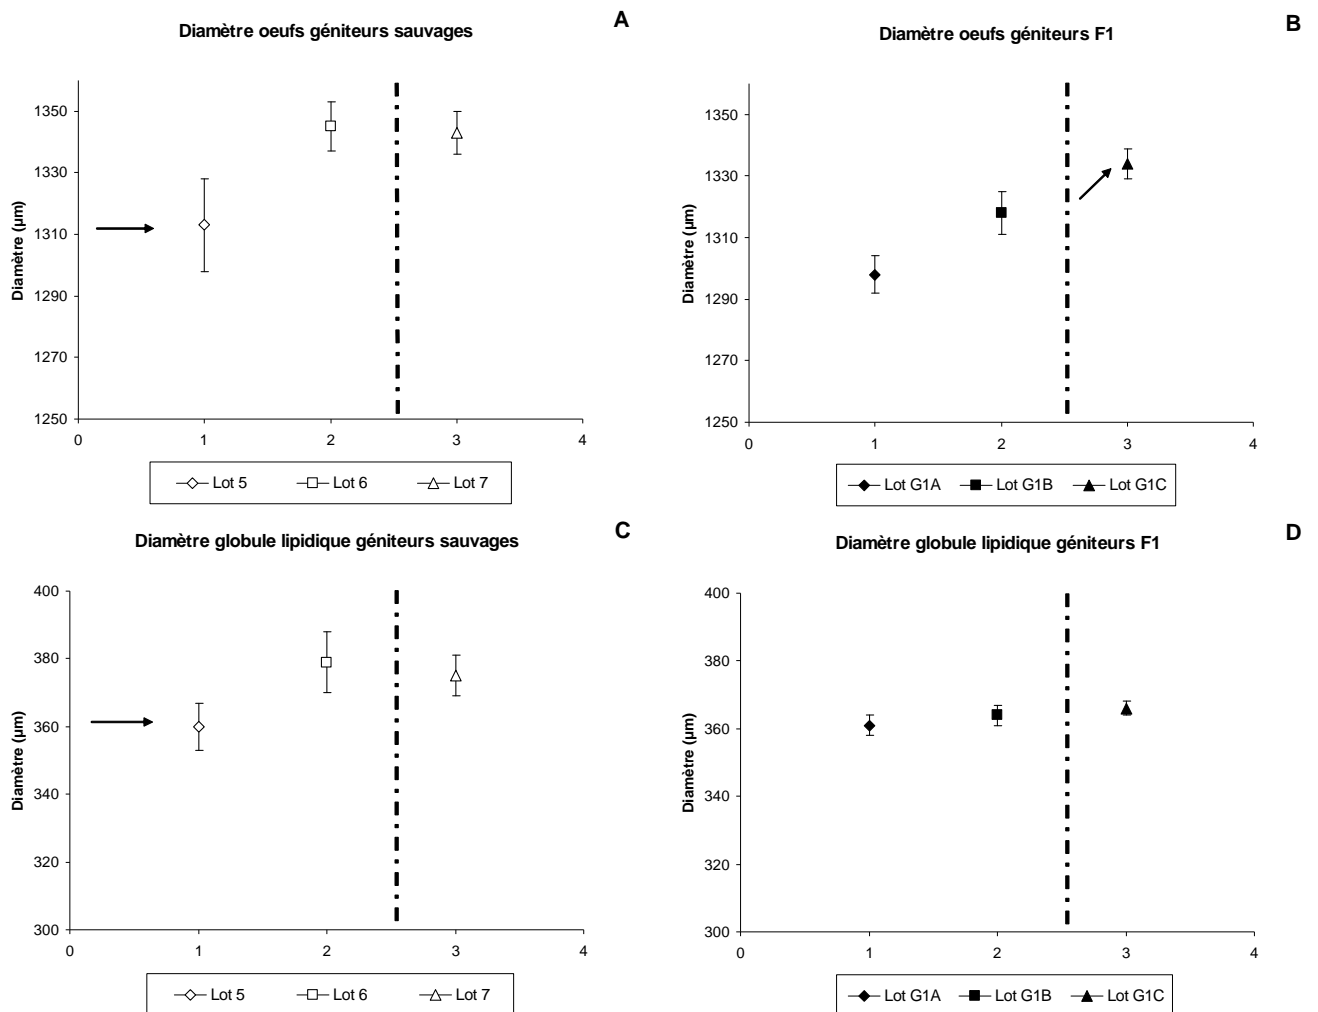 Diamètre oeufs géniteurs sauvages
A
Diamètre (µm)
1350
1330
1310
1290
1270
1250
0 1 2 3 4
Lot 5 Lot 6 Lot 7
Diamètre oeufs géniteurs F1
B
Diamètre (µm)
1350
1330
1310
1290
1270
1250
0 1 2 3 4
Lot G1A Lot G1B Lot G1C
Diamètre globule lipidique géniteurs sauvages
C
Diamètre (µm)
400
380
360
340
320
300
0 1 2 3 4
Lot 5 Lot 6 Lot 7
Diamètre globule lipidique géniteurs F1
D
Diamètre (µm)
400
380
360
340
320
300
0 1 2 3 4
Lot G1A Lot G1B Lot G1C